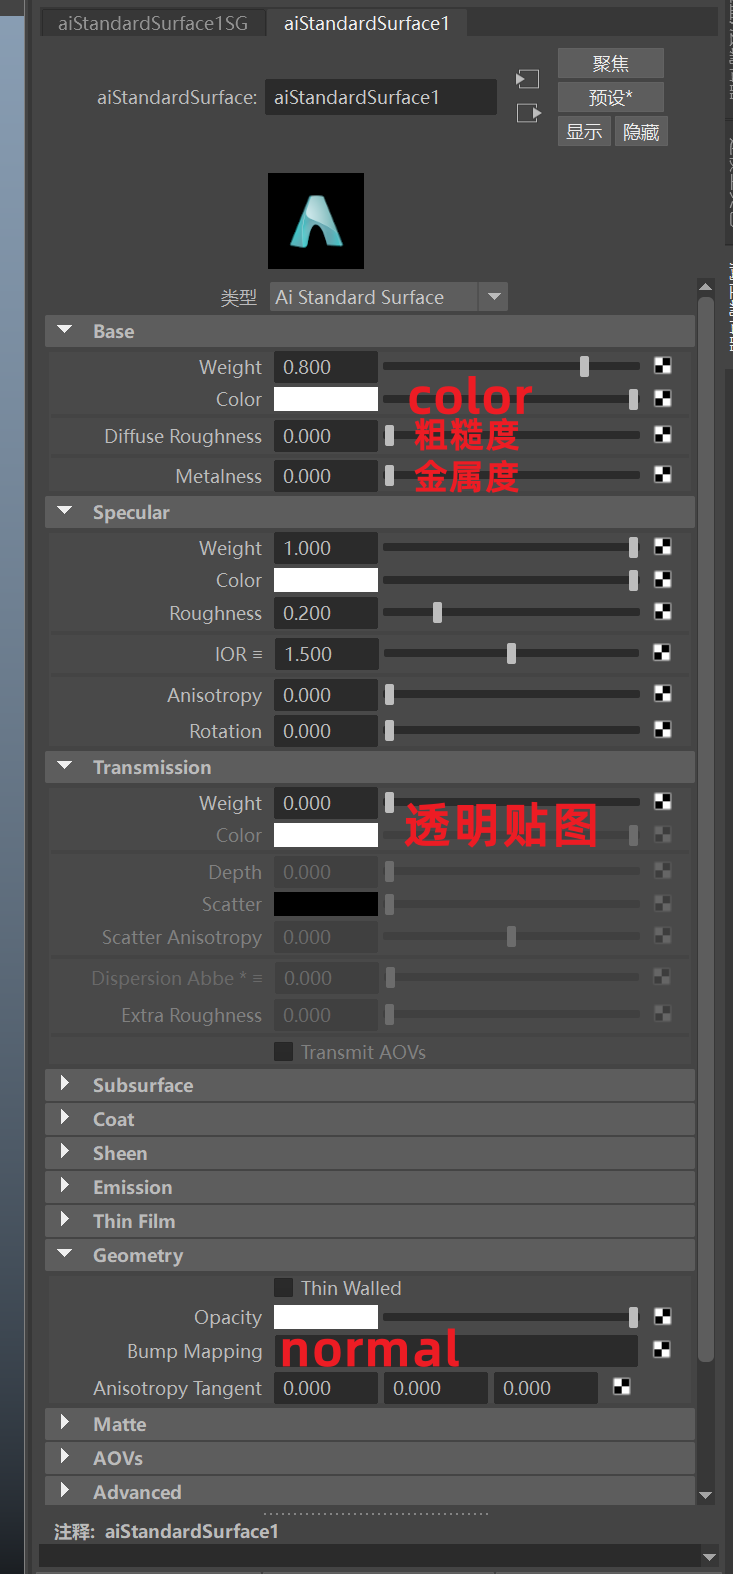 aiStandardSurface1SG aiStandardSurface1
聚焦
aiStandardSurface: aiStandardSurface1
预设*
显示 隐藏
类型 Ai Standard Surface
Base
Weight 0.800
Color color
Diffuse Roughness 0.000 粗糙度
Metalness 0.000 金属度
Specular
Weight 1.000
Color
Roughness 0.200
IOR ≡ 1.500
Anisotropy 0.000
Rotation 0.000
Transmission
Weight 0.000
Color 透明贴图
Depth 0.000
Scatter
Scatter Anisotropy 0.000
Dispersion Abbe * ≡ 0.000
Extra Roughness 0.000
Transmit AOVs
Subsurface
Coat
Sheen
Emission
Thin Film
Geometry
Thin Walled
Opacity
Bump Mapping normal
Anisotropy Tangent 0.000 0.000 0.000
Matte
AOVs
Advanced
注释: aiStandardSurface1